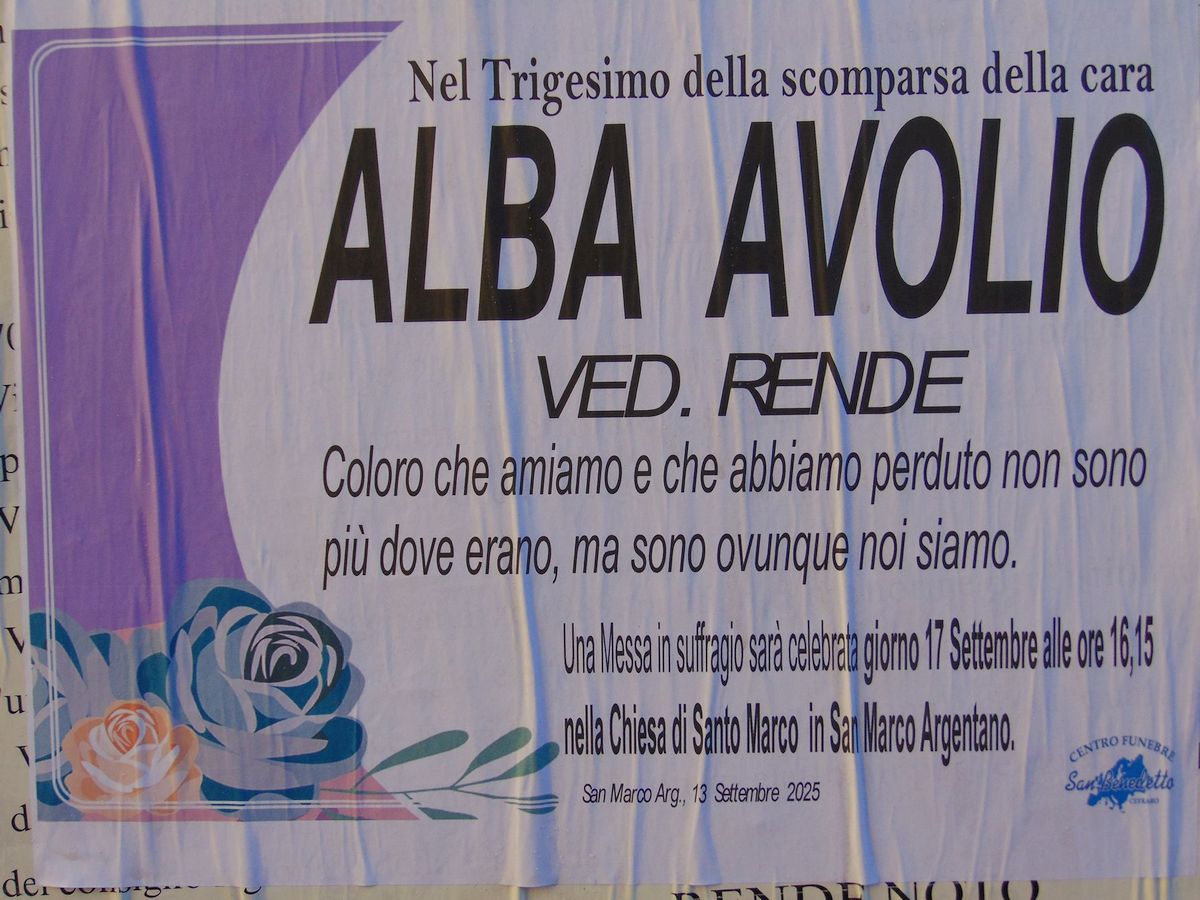 Nel Trigesimo della scomparsa della cara
ALBA AVOLIO
VED. RENDE
Coloro che amiamo e che abbiamo perduto non sono
più dove erano, ma sono ovunque noi siamo.
Una Messa in suffragio sarà celebrata giorno 17 Settembre alle ore 16,15
nella Chiesa di Santo Marco in San Marco Argentano.
San Marco Arg., 13 Settembre 2025
CENTRO FUNEBRE
San Benedetto
CETRARO
RENDE NOTO